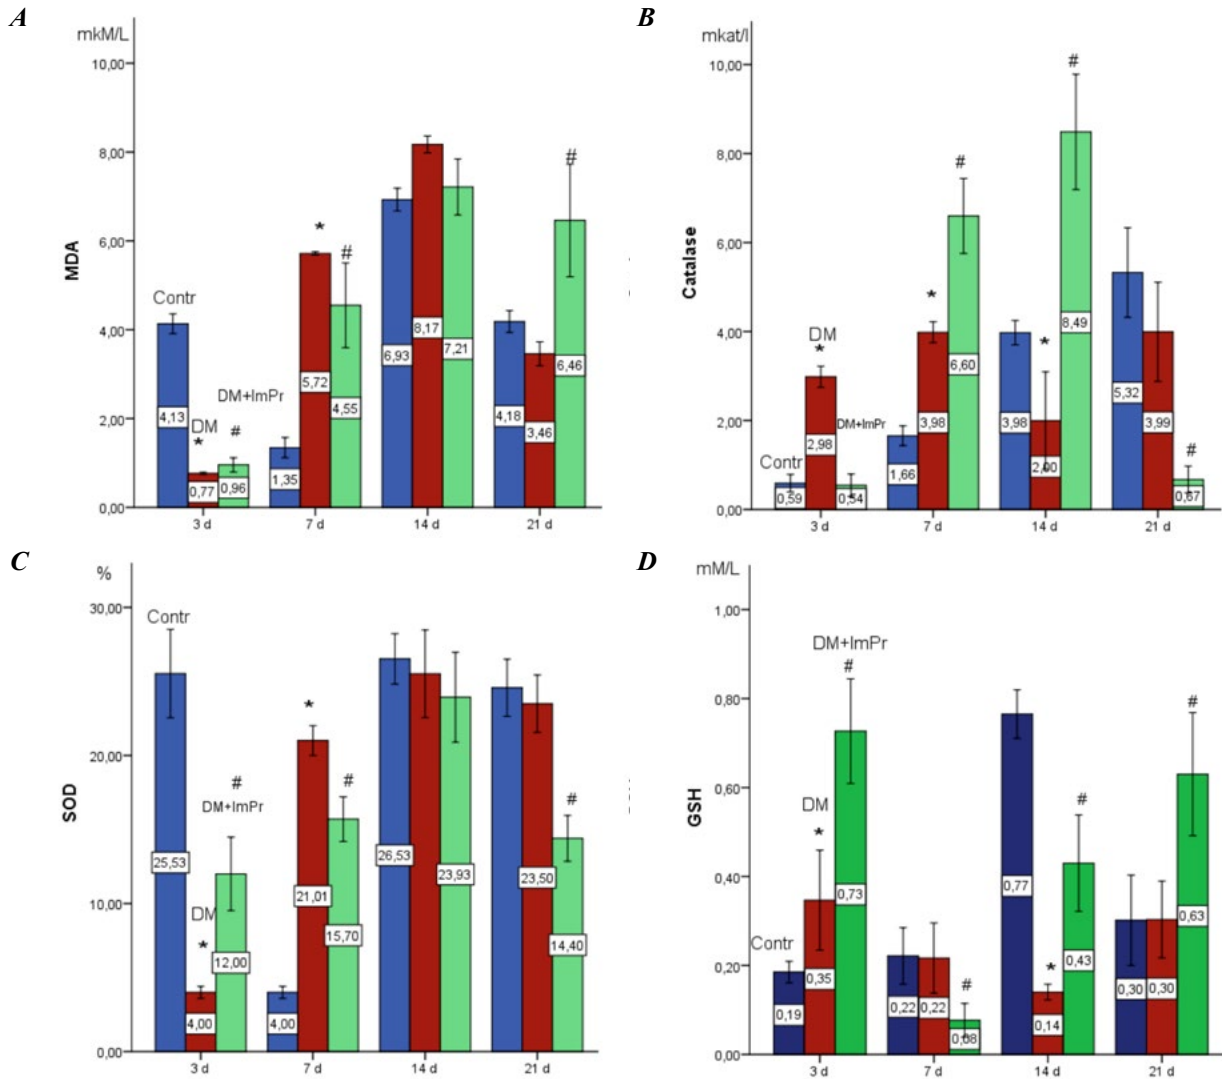 A
mkM/L
10,00
8,00
6,00
4,00
2,00
0,00
MDA
Contr
DM
*
DM+ImPr
#
*
#
#
4,13
0,77
0,96
1,35
5,72
4,55
6,93
8,17
7,21
4,18
3,46
6,46
3 d
7 d
14 d
21 d
B
mkat/l
10,00
8,00
6,00
4,00
2,00
0,00
Catalase
Contr
DM
*
DM+ImPr
*
#
*
#
#
0,59
2,98
0,54
1,66
3,98
6,60
3,98
2,00
8,49
5,32
3,99
0,67
3 d
7 d
14 d
21 d
C
%
30,00
20,00
10,00
0,00
SOD
Contr
DM
*
#
DM+ImPr
*
#
#
25,53
4,00
12,00
4,00
21,01
15,70
26,53
23,93
23,50
14,40
3 d
7 d
14 d
21 d
D
mM/L
1,00
0,80
0,60
0,40
0,20
0,00
GSH
Contr
DM
*
DM+ImPr
#
#
*
#
#
0,19
0,35
0,73
0,22
0,22
0,08
0,77
0,14
0,43
0,30
0,30
0,63
3 d
7 d
14 d
21 d